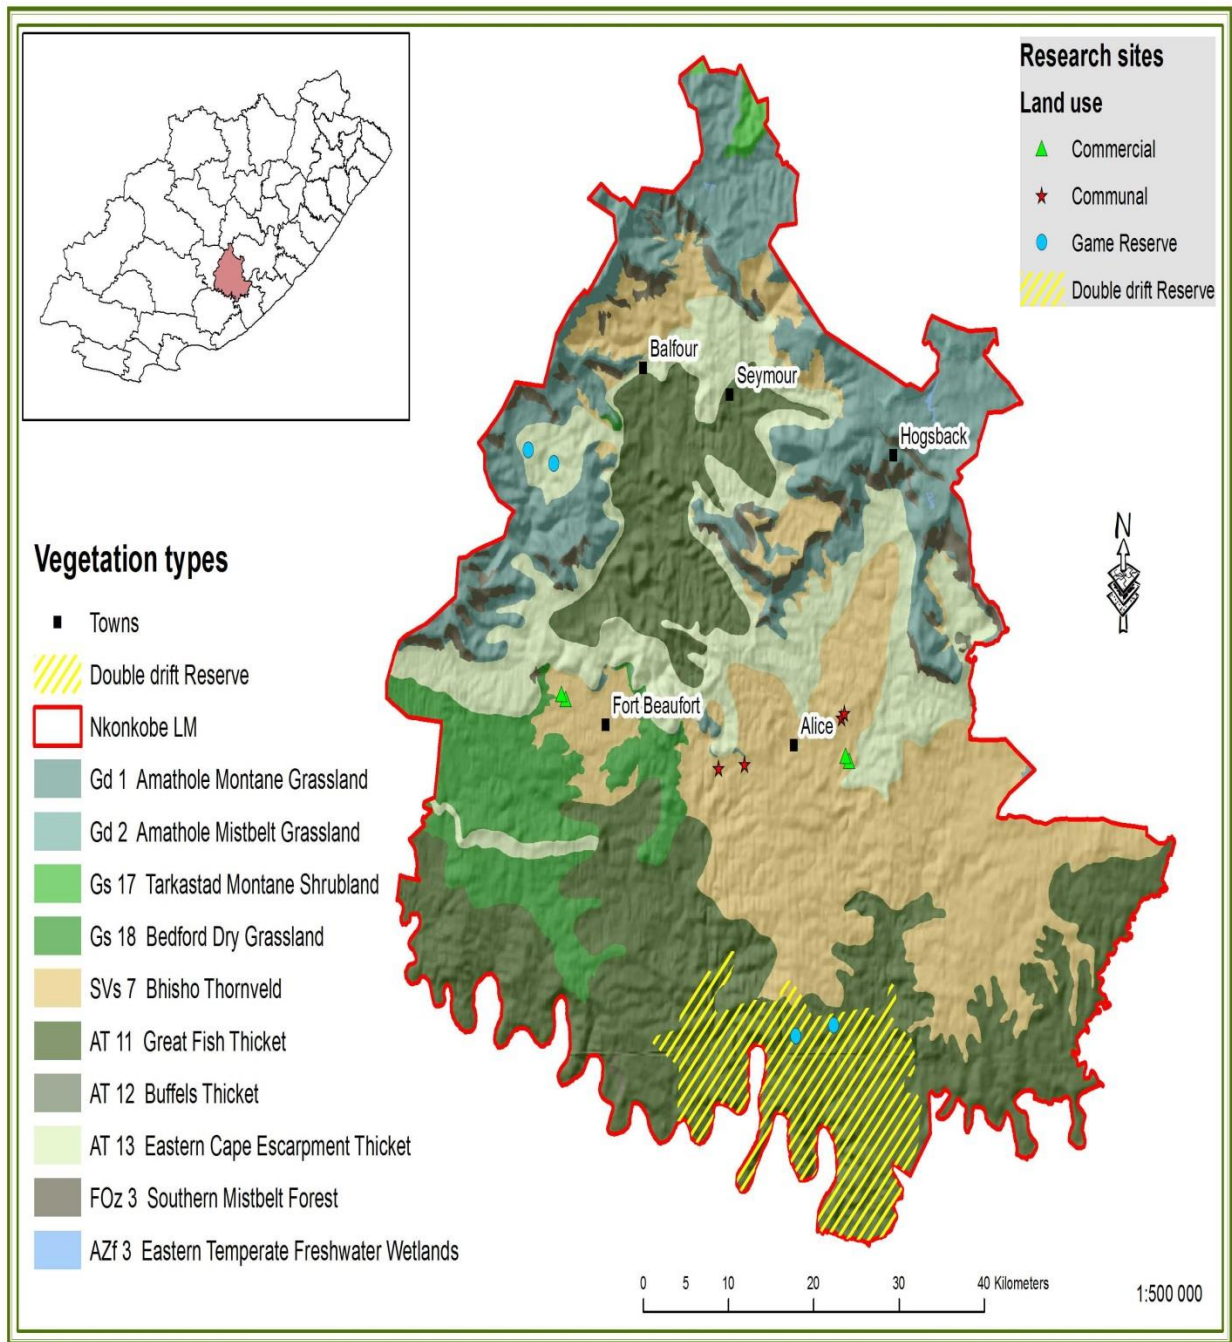 Research sites
Land use
Commercial
Communal
Game Reserve
Double drift Reserve
Balfour
Seymour
Hogsback
N
Fort Beaufort
Alice
Vegetation types
Towns
Double drift Reserve
Nkonkobe LM
Gd 1 Amathole Montane Grassland
Gd 2 Amathole Mistbelt Grassland
Gs 17 Tarkastad Montane Shrubland
Gs 18 Bedford Dry Grassland
SVs 7 Bhisho Thornveld
AT 11 Great Fish Thicket
AT 12 Buffels Thicket
AT 13 Eastern Cape Escarpment Thicket
FOz 3 Southern Mistbelt Forest
AZf 3 Eastern Temperate Freshwater Wetlands
0 5 10 20 30 40 Kilometers
1:500 000